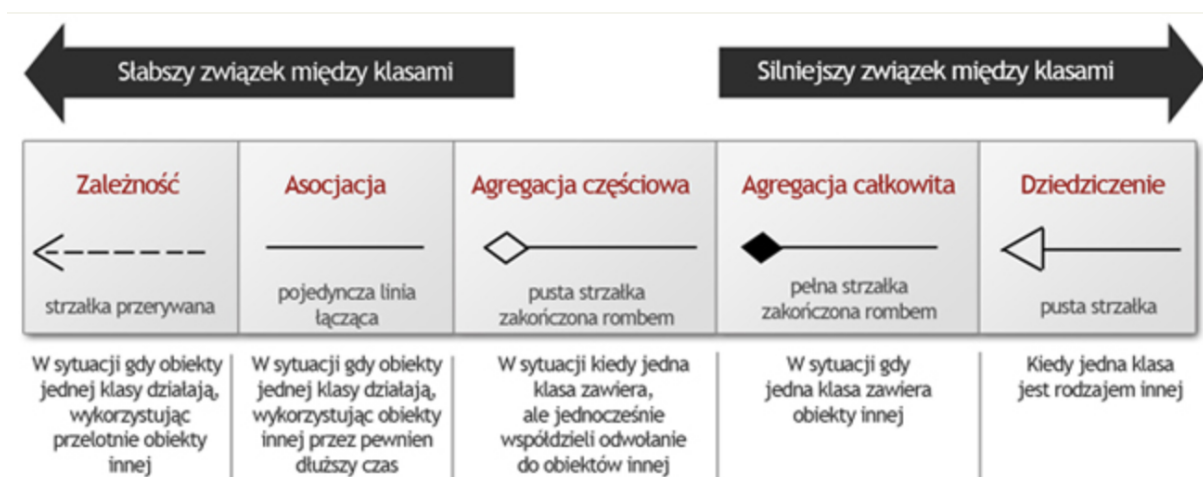 Słabszy związek między klasami
Silniejszy związek między klasami
Zależność
strzałka przerywana
Asocjacja
pojedyncza linia
łącząca
Agregacja częściowa
pusta strzałka
zakończona rombem
Agregacja całkowita
pełna strzałka
zakończona rombem
Dziedziczenie
pusta strzałka
W sytuacji gdy obiekty
jednej klasy działają,
wykorzystując
przelotnie obiekty
innej
W sytuacji gdy obiekty
jednej klasy działają,
wykorzystując obiekty
innej przez pewnien
dłuższy czas
W sytuacji kiedy jedna
klasa zawiera,
ale jednocześnie
współdzieli odwołanie
do obiektów innej
W sytuacji gdy
jedna klasa zawiera
obiekty innej
Kiedy jedna klasa
jest rodzajem innej